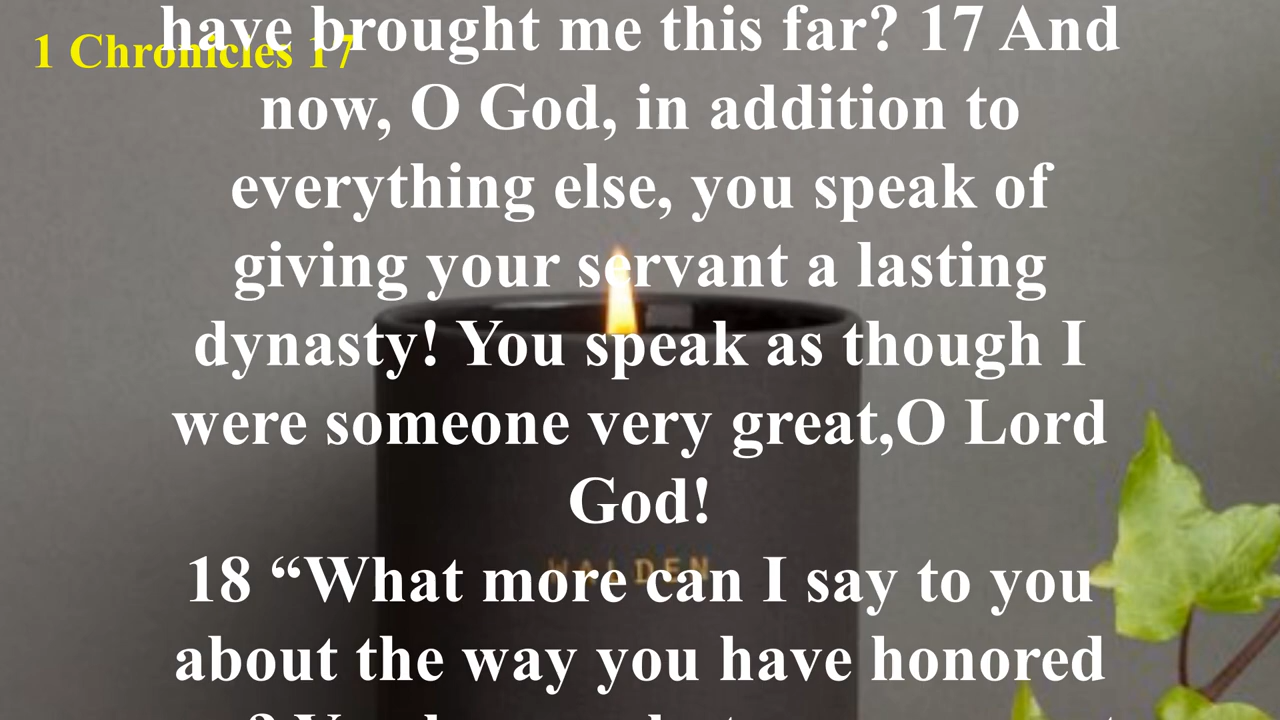 1 Chronicles 17
have brought me this far? 17 And
now, O God, in addition to
everything else, you speak of
giving your servant a lasting
dynasty! You speak as though I
were someone very great,O Lord
God!
18 “What more can I say to you
about the way you have honored